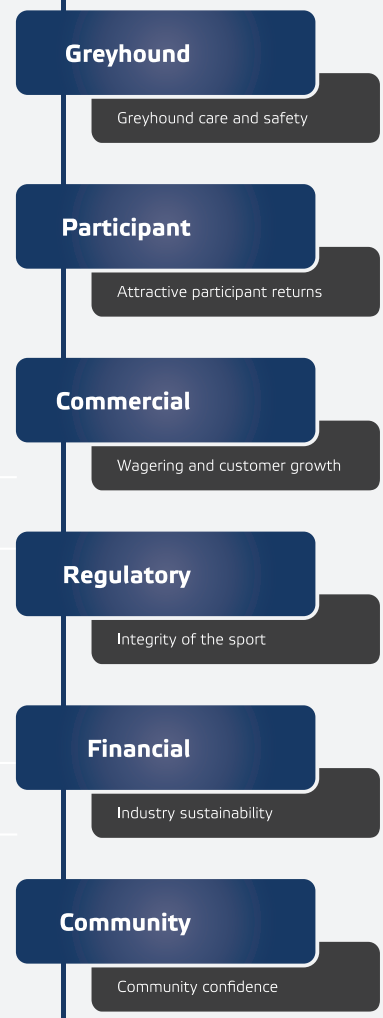 Greyhound
Greyhound care and safety
Participant
Attractive participant returns
Commercial
Wagering and customer growth
Regulatory
Integrity of the sport
Financial
Industry sustainability
Community
Community confidence